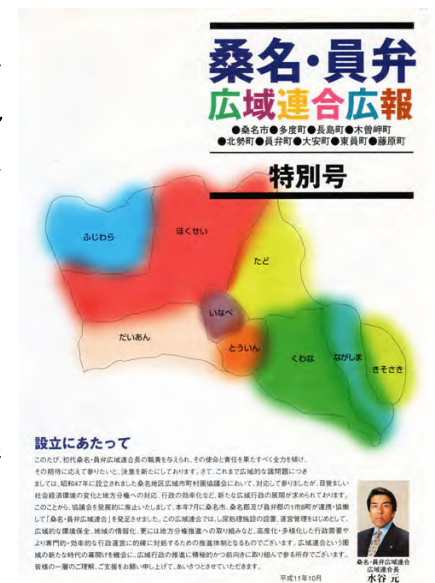 桑名・員弁
広域連合広報
●桑名市●多度町●長島町●木曽岬町
●北勢町●員弁町●大安町●東員町●藤原町
特別号
ふじわら
ほくせい
たど
いなべ
だいあん
とういん
くわな
ながしま
きそさき
設立にあたって
このたび、初代桑名・員弁広域連合長の職責を与えられ、その使命と責任を果たすべく全力を傾け、
その期待に応えて参りたいと、決意を新たにしております。さて、これまで広域的な諸問題につき
ましては、昭和47年に設立されました桑名地区広域市町村圏協議会において、対応して参りましたが、目覚ましい
社会経済環境の変化と地方分権への対応、行政の効率化など、新たな広域行政の展開が求められております。
このことから、協議会を発展的に廃止いたしまして、本年7月に桑名市、桑名郡及び員弁郡の1市8町が連携・協働
して「桑名・員弁広域連合」を発足させました。この広域連合では、し尿処理施設の設置、運営管理をはじめとして、
広域的な環境保全、地域の情報化、更には地方分権推進への取り組みなど、高度化・多様化した行政需要や
より専門的・効率的な行政運営に的確に対処するための推進体制となるものでございます。広域連合という圏
域の新たな時代の幕開けを機会に、広域行政の推進に積極的かつ前向きに取り組んで参る所存でございます。
皆様の一層のご理解、ご支援をお願い申し上げて、あいさつとさせていただきます。
平成11年10月
桑名・員弁広域連合
広域連合長
水谷 元